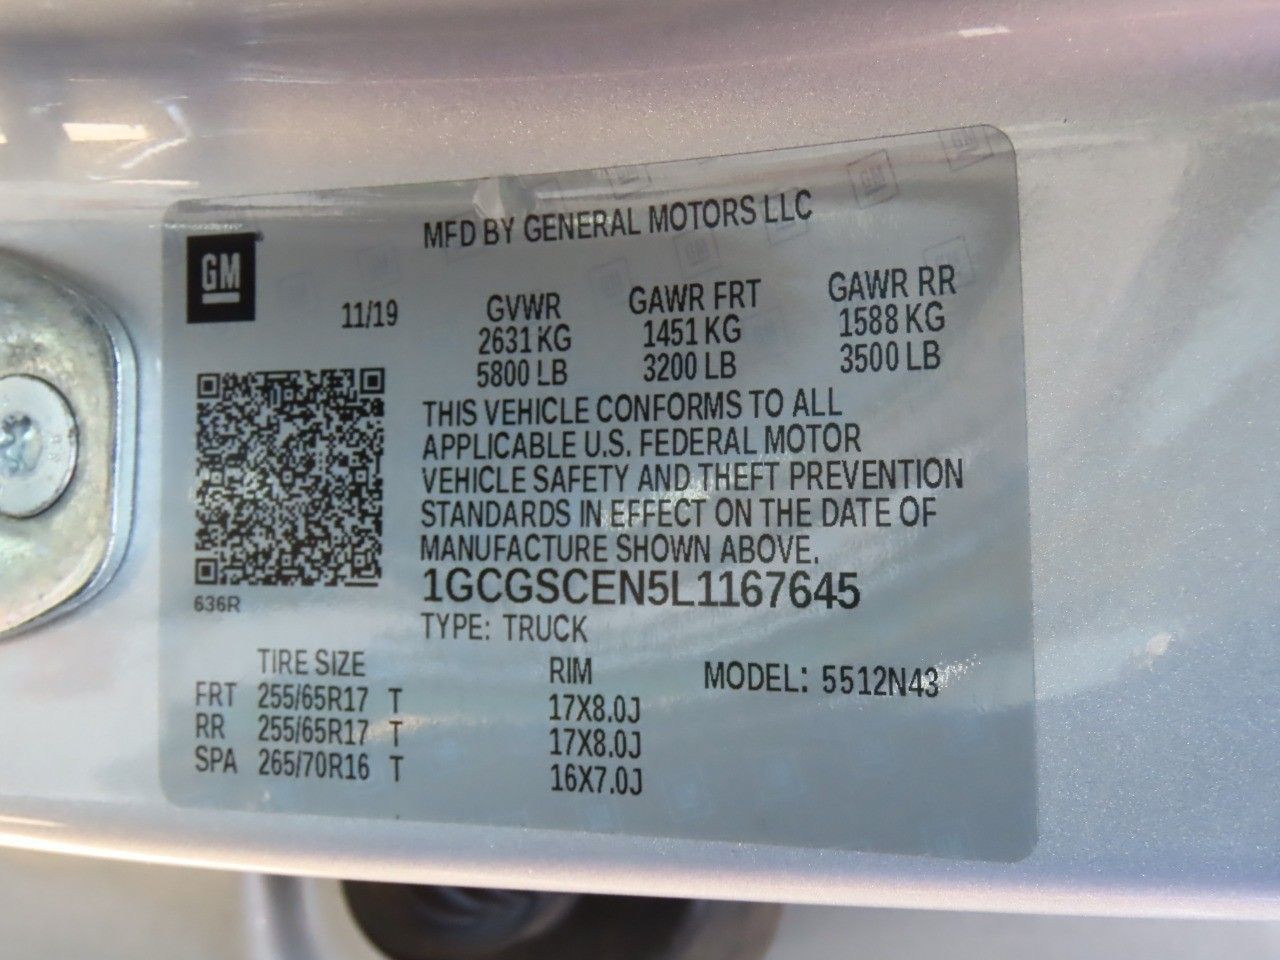 MFD BY GENERAL MOTORS LLC
GM
11/19 GVWR GAWR FRT GAWR RR
2631 KG 1451 KG 1588 KG
5800 LB 3200 LB 3500 LB
THIS VEHICLE CONFORMS TO ALL
APPLICABLE U.S. FEDERAL MOTOR
VEHICLE SAFETY AND THEFT PREVENTION
STANDARDS IN EFFECT ON THE DATE OF
MANUFACTURE SHOWN ABOVE.
1GCGSCEN5L1167645
636R
TYPE: TRUCK
TIRE SIZE RIM MODEL: 5512N43
FRT 255/65R17 T 17X8.0J
RR 255/65R17 T 17X8.0J
SPA 265/70R16 T 16X7.0J